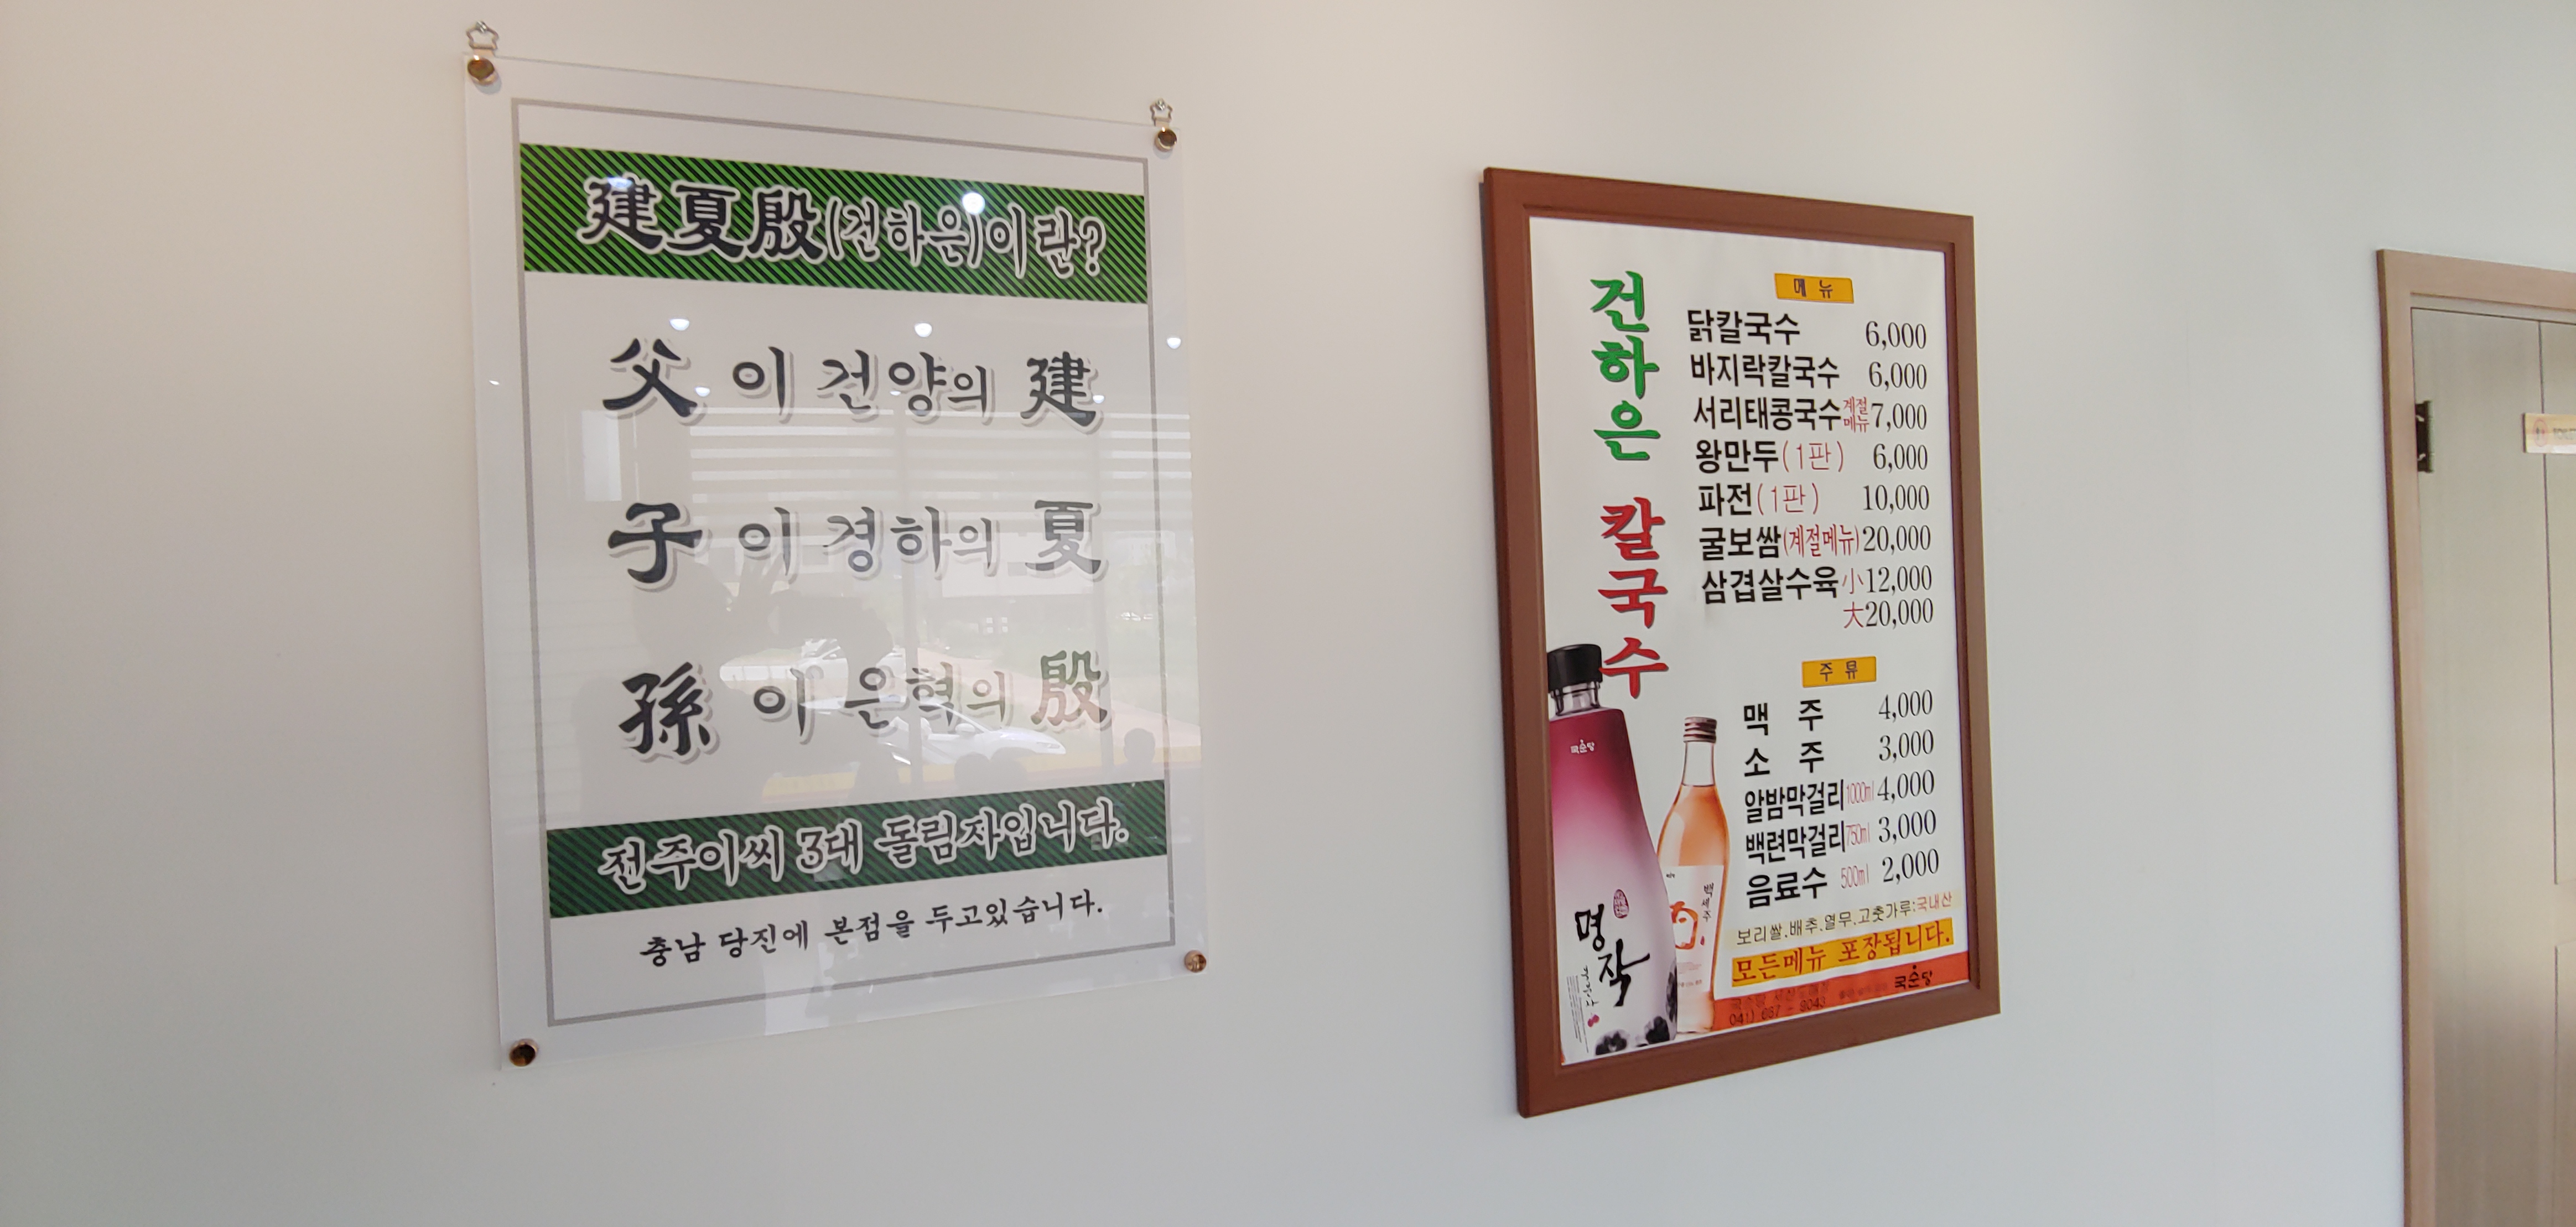 建夏殷(건하은)이란?
父 이 건양의 建
子 이 경하의 夏
孫 이 은혁의 殷
전주이씨 3대 돌림자입니다.
충남 당진에 본점을 두고있습니다.
건하은 칼국수
메뉴
닭칼국수 6,000
바지락칼국수 6,000
서리태콩국수 계절메뉴 7,000
왕만두(1판) 6,000
파전(1판) 10,000
굴보쌈(계절메뉴) 20,000
삼겹살수육 小 12,000
大 20,000
주류
맥 주 4,000
소 주 3,000
알밤막걸리 1000ml 4,000
백련막걸리 750ml 3,000
음료수 500ml 2,000
보리쌀.배추.열무.고춧가루:국내산
모든메뉴 포장됩니다.
국순당
국순당
명작
백세주